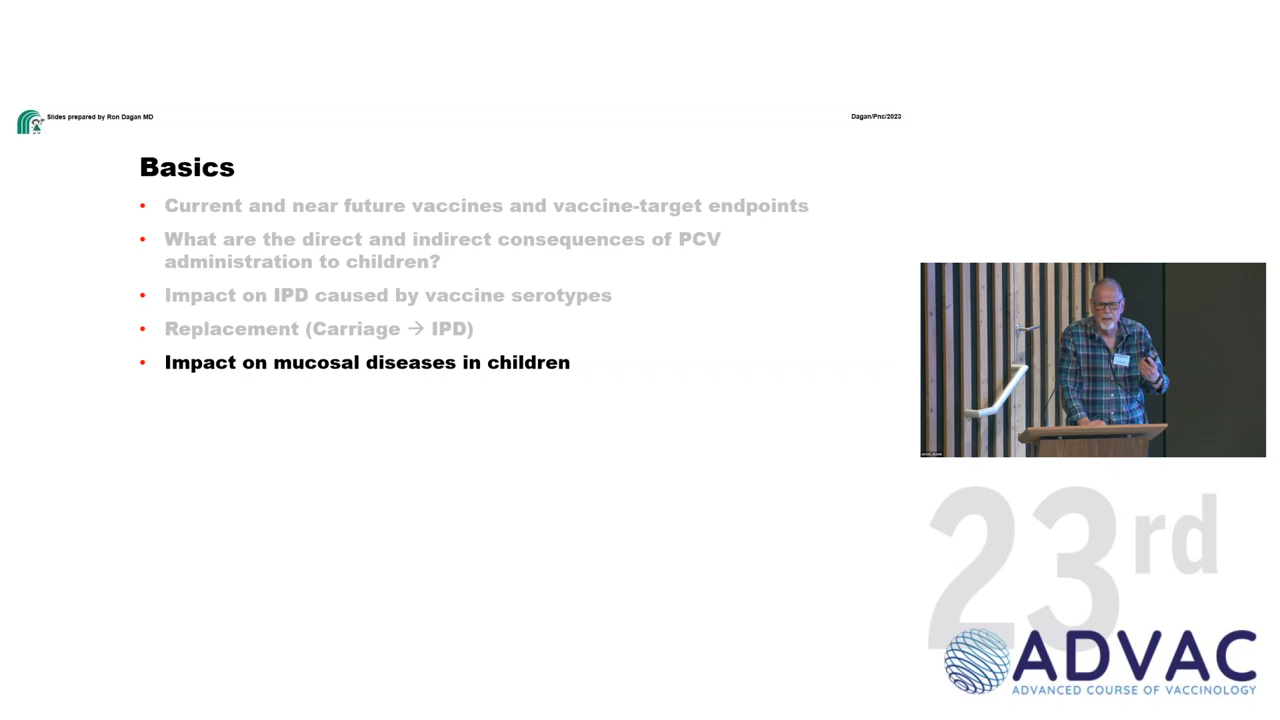 Slides prepared by Ron Dagan MD
Dagan/Pnc/2023
Basics
• Current and near future vaccines and vaccine-target endpoints
• What are the direct and indirect consequences of PCV
administration to children?
• Impact on IPD caused by vaccine serotypes
• Replacement (Carriage → IPD)
• Impact on mucosal diseases in children
23rd
ADVAC
ADVANCED COURSE OF VACCINOLOGY